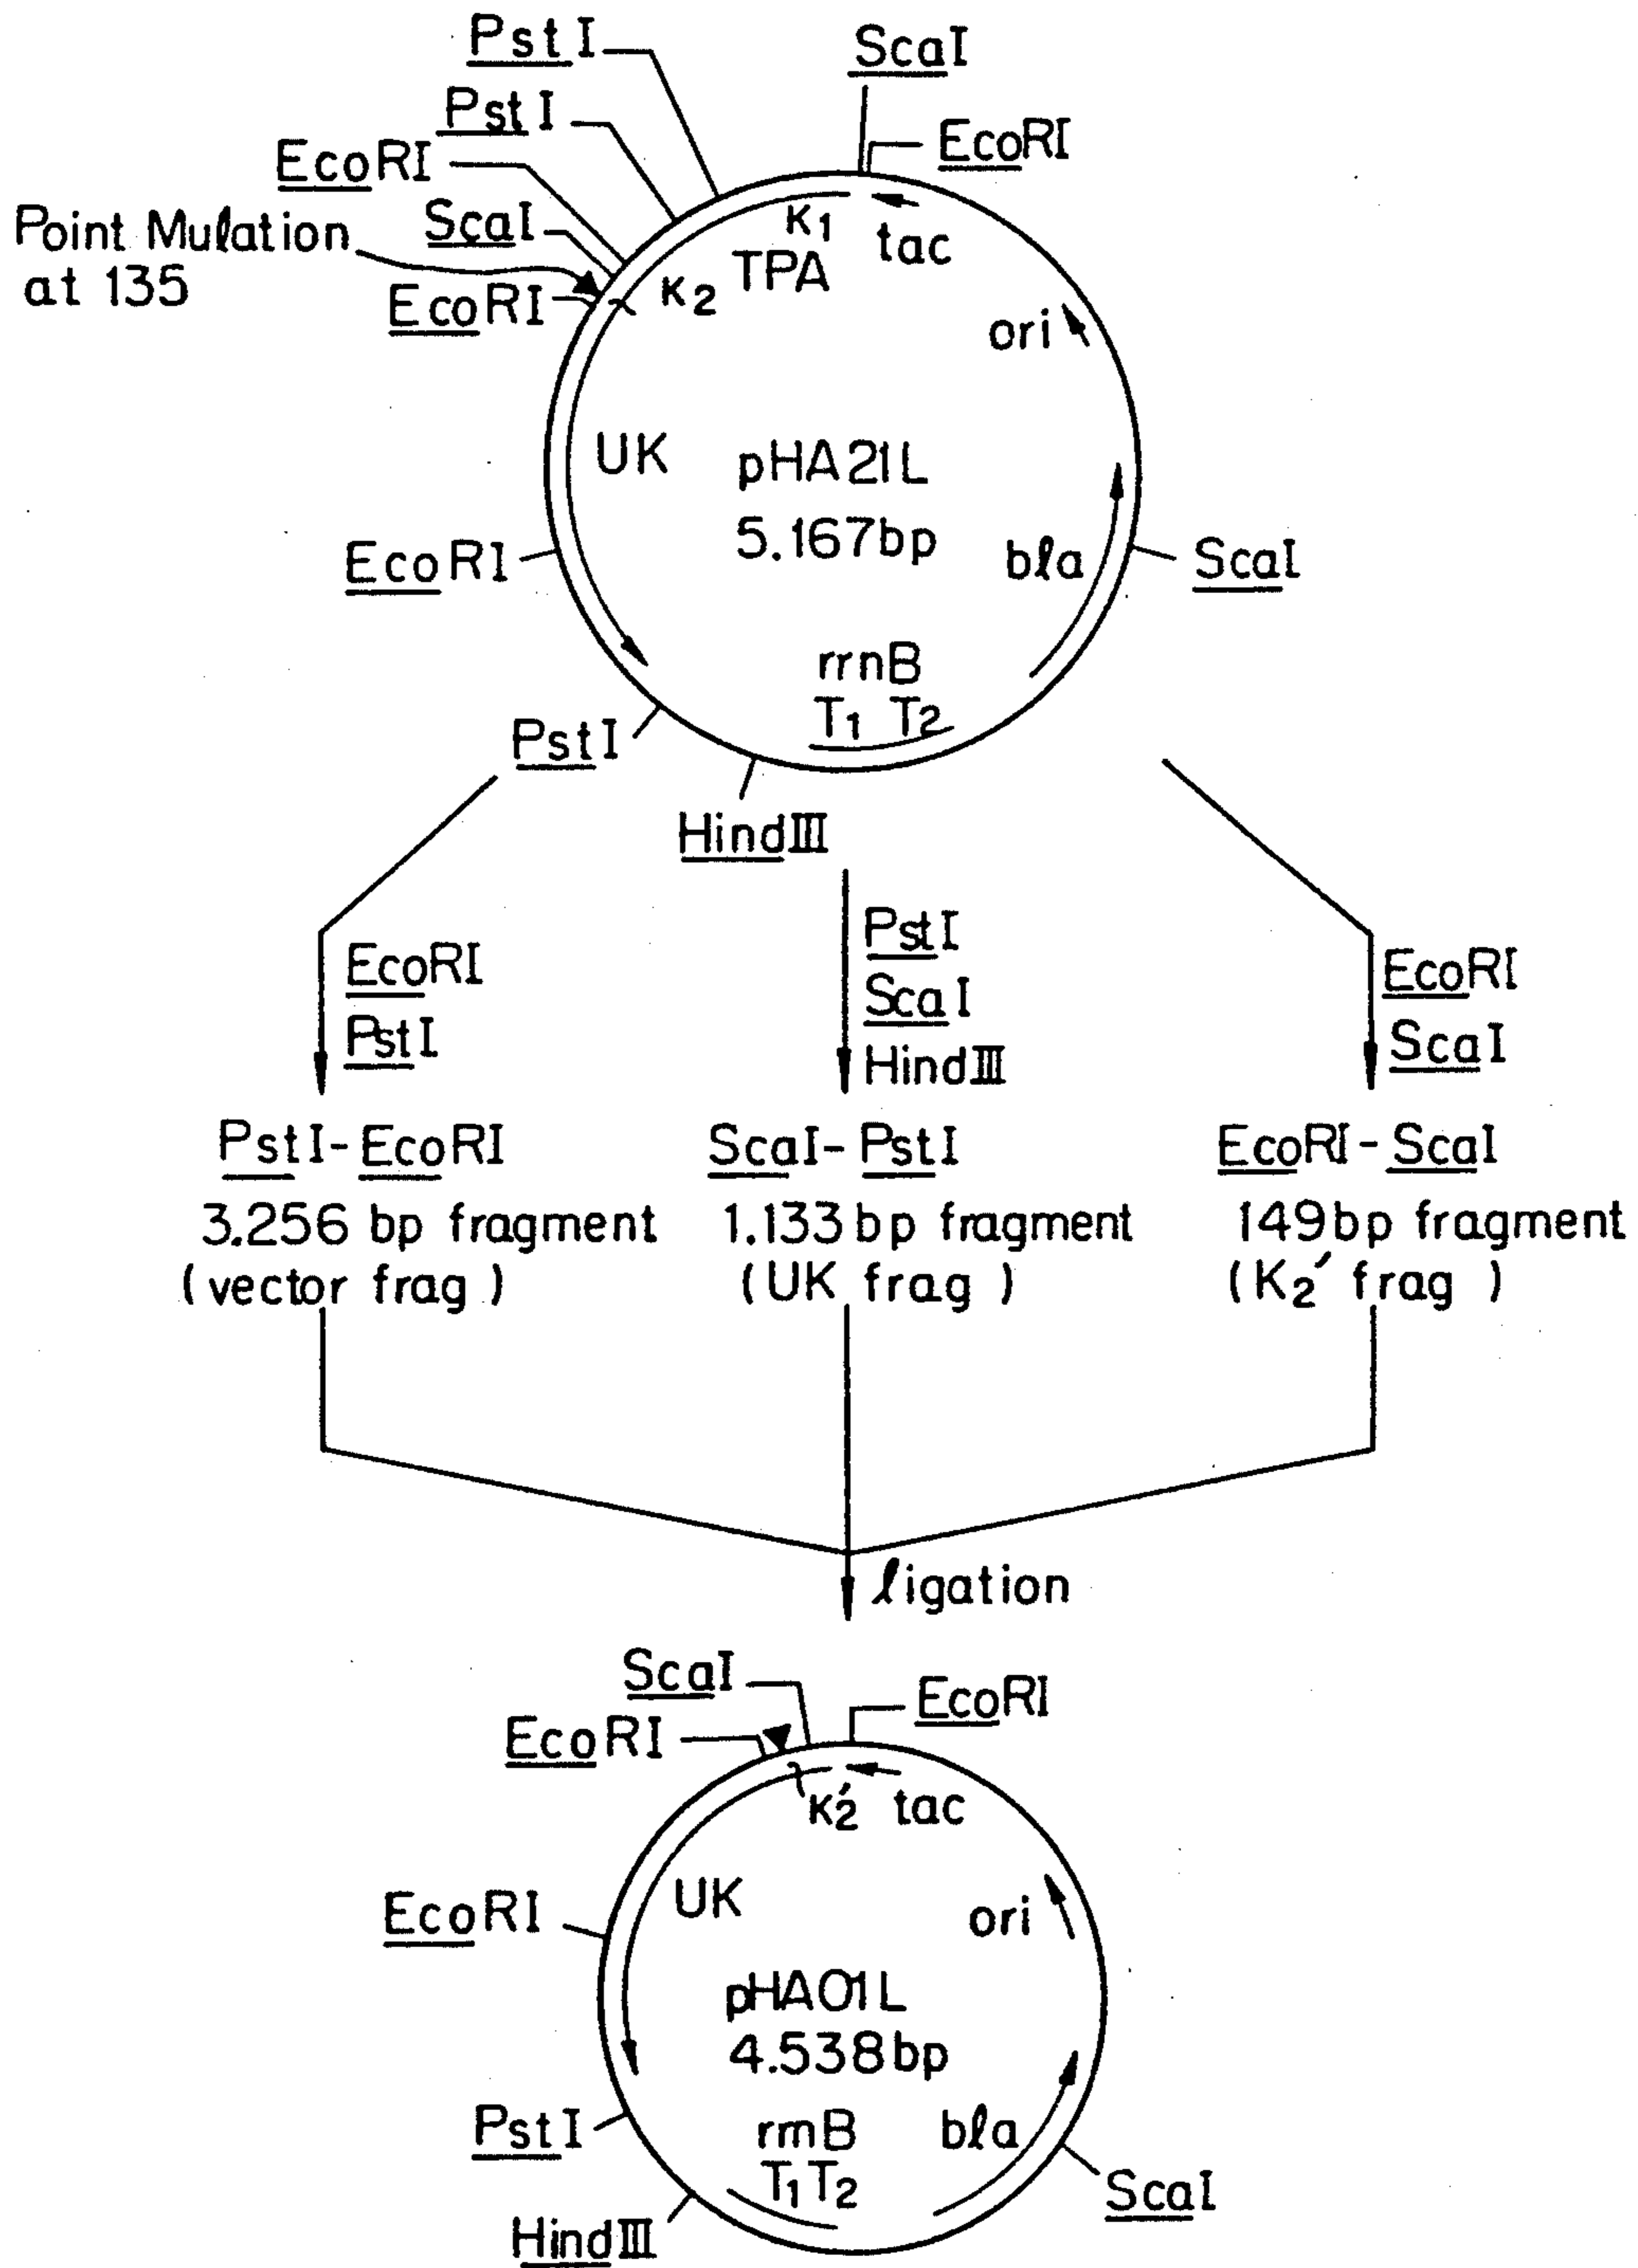 PstI
ScaI
PstI
EcoRI
EcoRI
ScaI
Point Mulation
at 135
EcoRI
K1
TPA
tac
K2
ori
UK
pHA21L
5.167bp
EcoRI
bla
ScaI
rrnB
T1 T2
PstI
HindIII
EcoRI
PstI
PstI
ScaI
HindIII
EcoRI
ScaI
PstI-EcoRI
3.256 bp fragment
(vector frag)
ScaI-PstI
1.133 bp fragment
(UK frag)
EcoRI-ScaI
149bp fragment
(K2' frag)
ligation
ScaI
EcoRI
EcoRI
K2'
tac
UK
ori
EcoRI
pHA01L
4.538bp
PstI
rmB
T1T2
bla
ScaI
HindIII